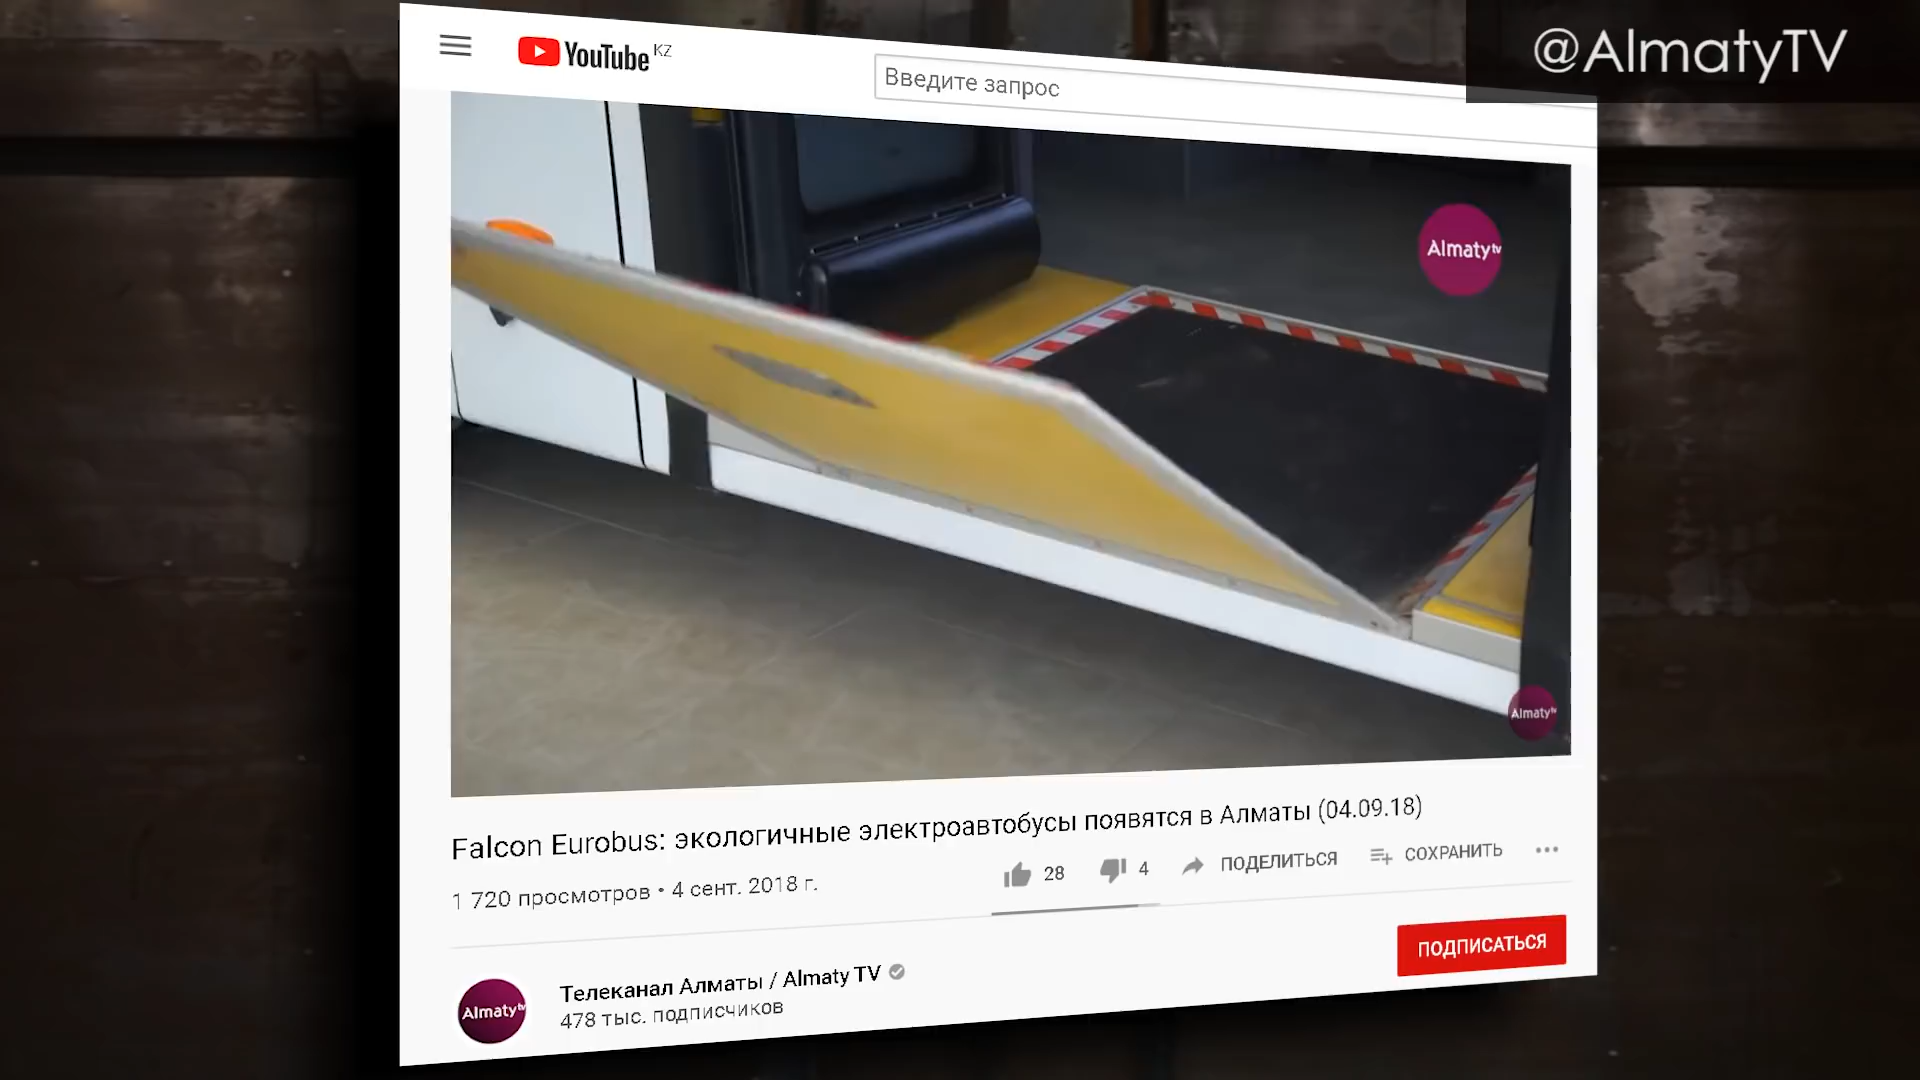 @AlmatyTV
YouTube KZ
Введите запрос
Almaty tv
Almaty tv
Falcon Eurobus: экологичные электроавтобусы появятся в Алматы (04.09.18)
1 720 просмотров • 4 сент. 2018 г.
28
4
ПОДЕЛИТЬСЯ
СОХРАНИТЬ
ПОДПИСАТЬСЯ
Almaty tv
Телеканал Алматы / Almaty TV
478 тыс. подписчиков